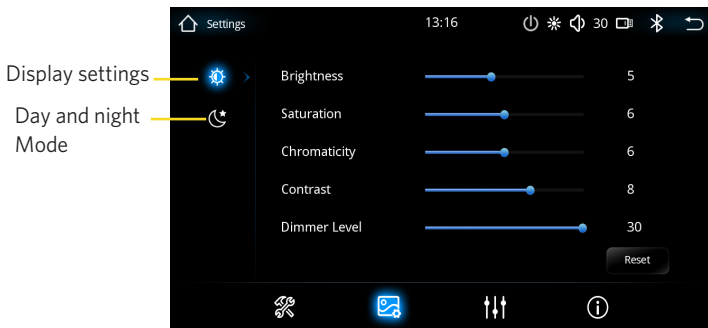 Settings 13:16 30
Display settings
Day and night
Mode
Brightness 5
Saturation 6
Chromaticity 6
Contrast 8
Dimmer Level 30
Reset